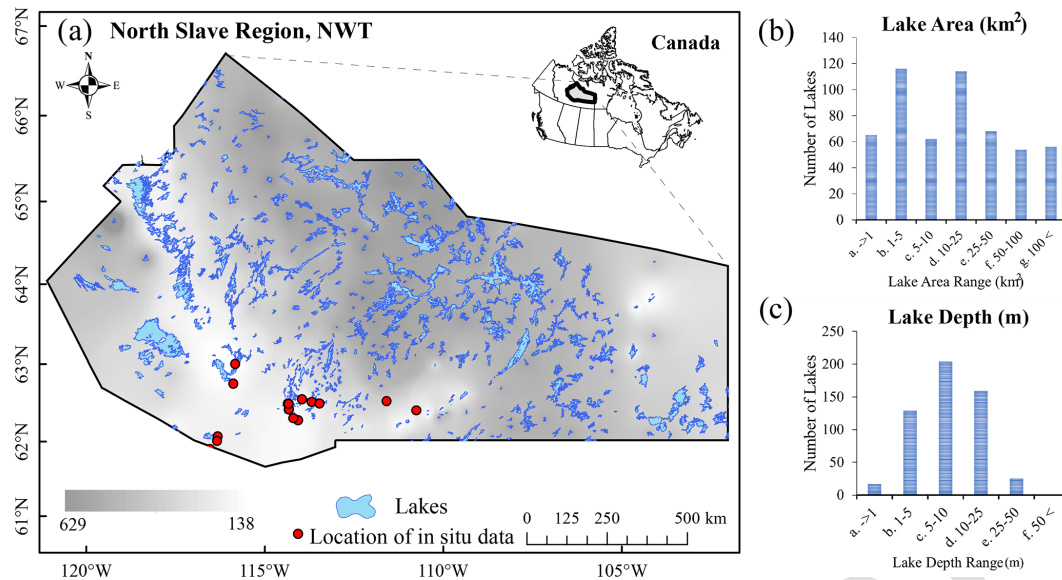 (a) North Slave Region, NWT
Canada
N
W E
S
67°N
66°N
65°N
64°N
63°N
62°N
61°N
120°W
115°W
110°W
105°W
629
138
Lakes
Location of in situ data
0 125 250 500 km
(b) Lake Area (km²)
Number of Lakes
140
120
100
80
60
40
20
0
a. ->1
b. 1-5
c. 5-10
d. 10-25
e. 25-50
f. 50-100
g. 100 <
Lake Area Range (km²)
(c) Lake Depth (m)
Number of Lakes
250
200
150
100
50
0
a. ->1
b. 1-5
c. 5-10
d. 10-25
e. 25-50
f. 50 <
Lake Depth Range (m)